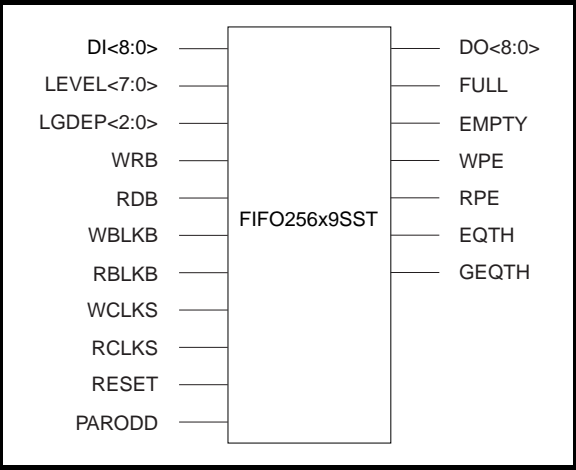 DI<8:0>
LEVEL<7:0>
LGDEP<2:0>
WRB
RDB
WBLKB
RBLKB
WCLKS
RCLKS
RESET
PARODD
FIFO256x9SST
DO<8:0>
FULL
EMPTY
WPE
RPE
EQTH
GEQTH